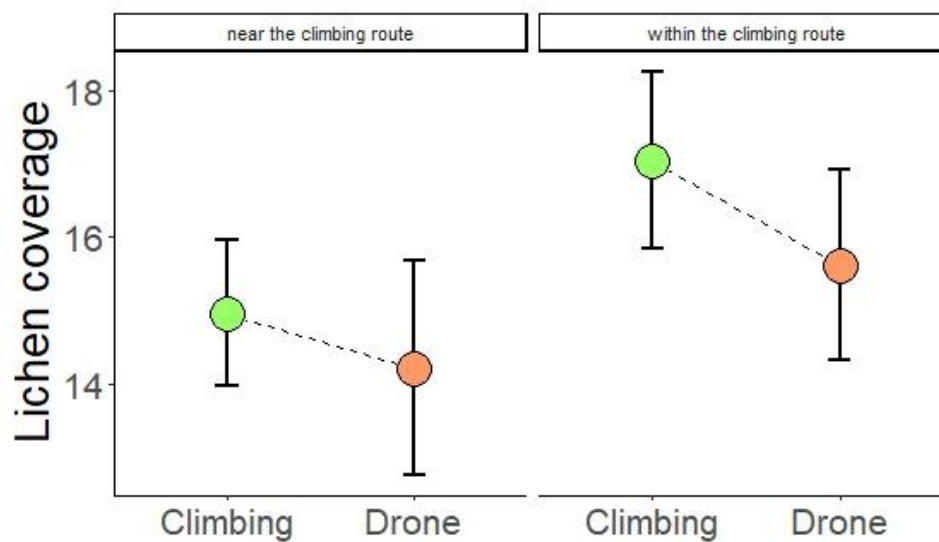 near the climbing route
within the climbing route
Lichen coverage
18
16
14
Climbing
Drone
Climbing
Drone